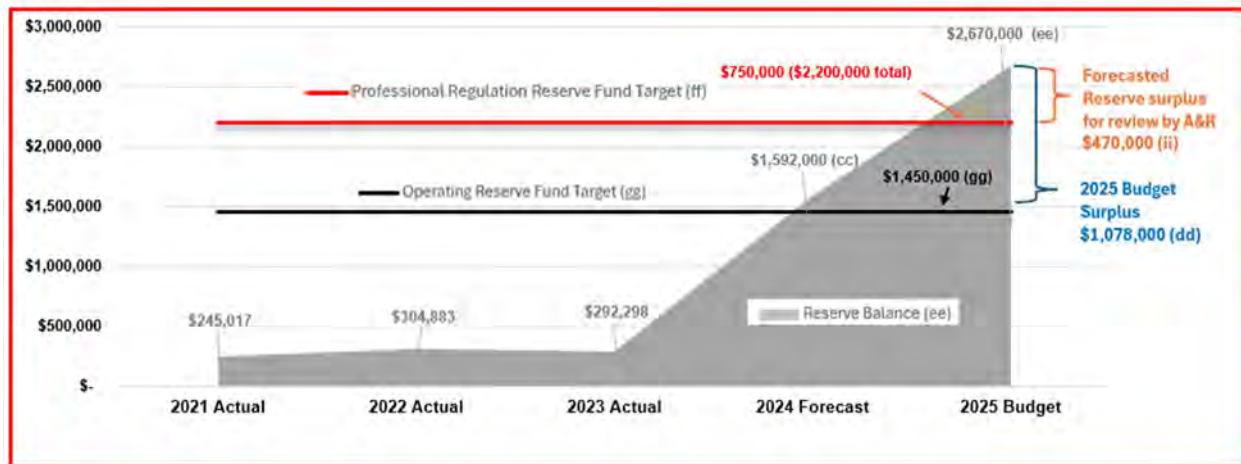 $3,000,000
$2,670,000 (ee)
$2,500,000
$750,000 ($2,200,000 total)
Professional Regulation Reserve Fund Target (ff)
Forecasted
Reserve surplus
for review by A&R
$470,000 (ii)
$2,000,000
$1,592,000 (cc)
$1,450,000 (gg)
Operating Reserve Fund Target (gg)
2025 Budget
Surplus
$1,078,000 (dd)
$1,500,000
$1,000,000
$500,000
$245,017
$304,883
$292,298
Reserve Balance (ee)
$-
2021 Actual
2022 Actual
2023 Actual
2024 Forecast
2025 Budget